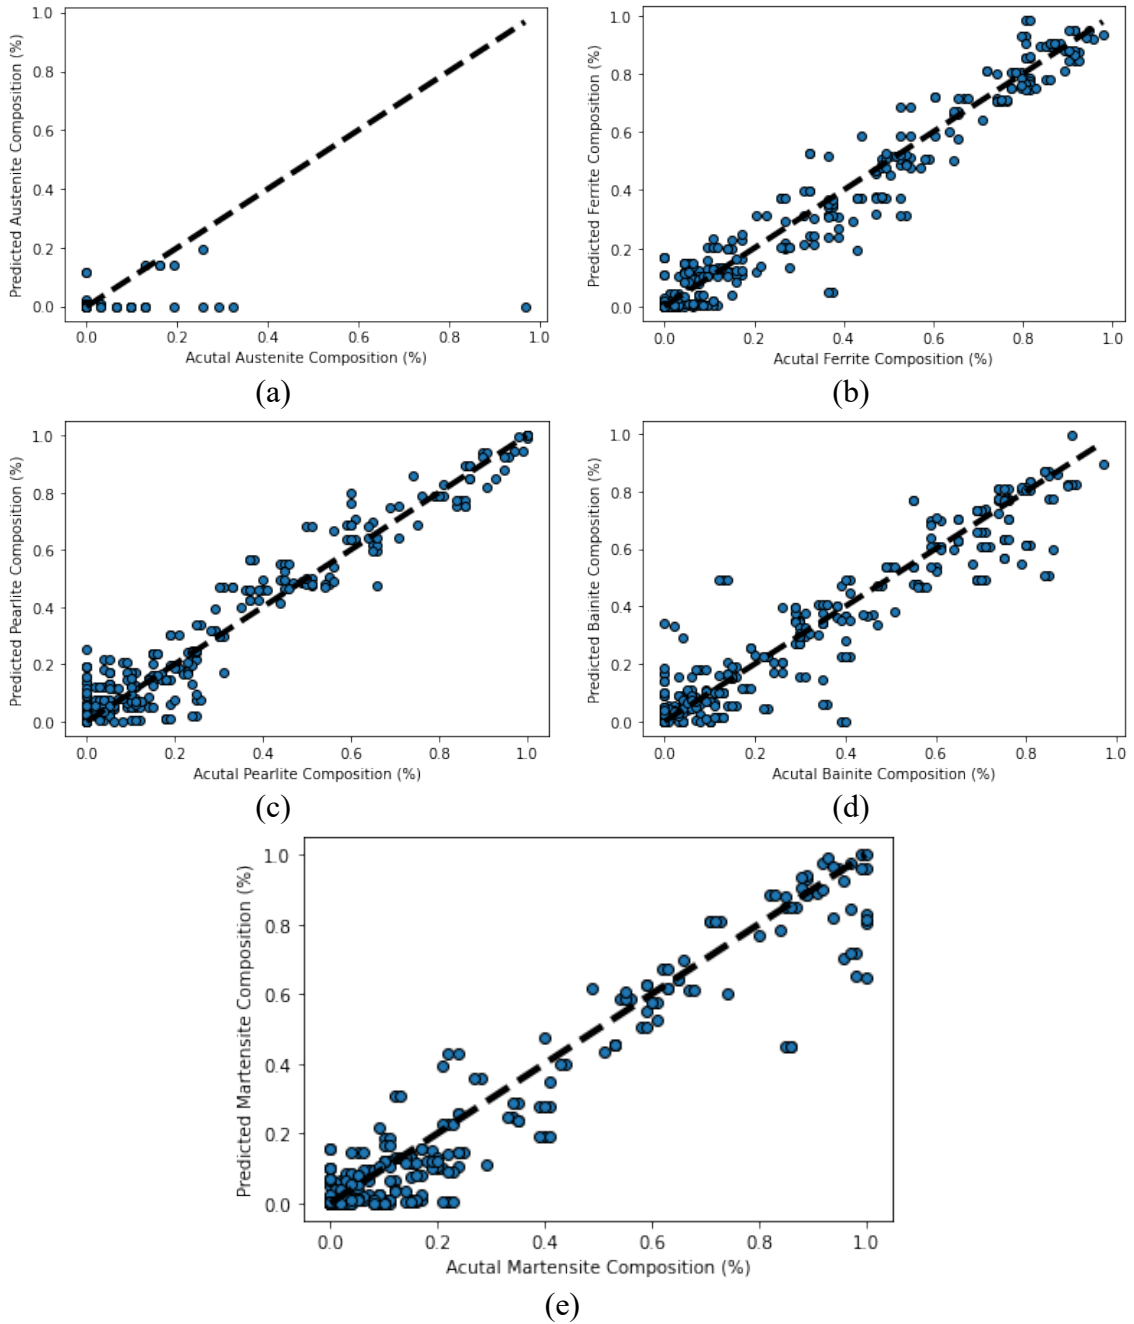 1.0
0.8
0.6
0.4
0.2
0.0
Predicted Austenite Composition (%)
0.0 0.2 0.4 0.6 0.8 1.0
Acutal Austenite Composition (%)
(a)
1.0
0.8
0.6
0.4
0.2
0.0
Predicted Ferrite Composition (%)
0.0 0.2 0.4 0.6 0.8 1.0
Acutal Ferrite Composition (%)
(b)
1.0
0.8
0.6
0.4
0.2
0.0
Predicted Pearlite Composition (%)
0.0 0.2 0.4 0.6 0.8 1.0
Acutal Pearlite Composition (%)
(c)
1.0
0.8
0.6
0.4
0.2
0.0
Predicted Bainite Composition (%)
0.0 0.2 0.4 0.6 0.8 1.0
Acutal Bainite Composition (%)
(d)
1.0
0.8
0.6
0.4
0.2
0.0
Predicted Martensite Composition (%)
0.0 0.2 0.4 0.6 0.8 1.0
Acutal Martensite Composition (%)
(e)